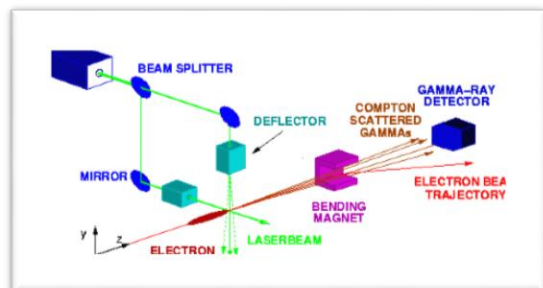 BEAM SPLITTER
GAMMA-RAY
DETECTOR
COMPTON
SCATTERED
GAMMAs
DEFLECTOR
MIRROR
ELECTRON BEA
TRAJECTORY
BENDING
MAGNET
y
z
LASERBEAM
ELECTRON